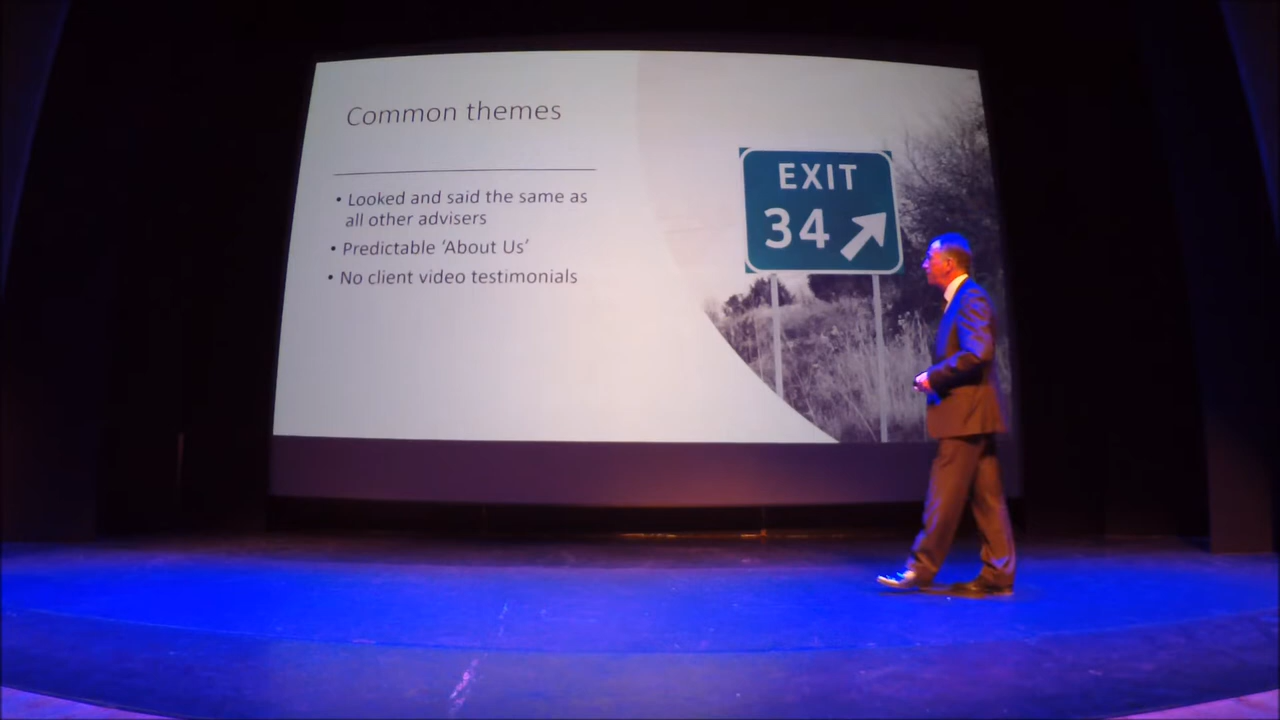 Common themes
• Looked and said the same as
all other advisers
• Predictable ‘About Us’
• No client video testimonials
EXIT
34